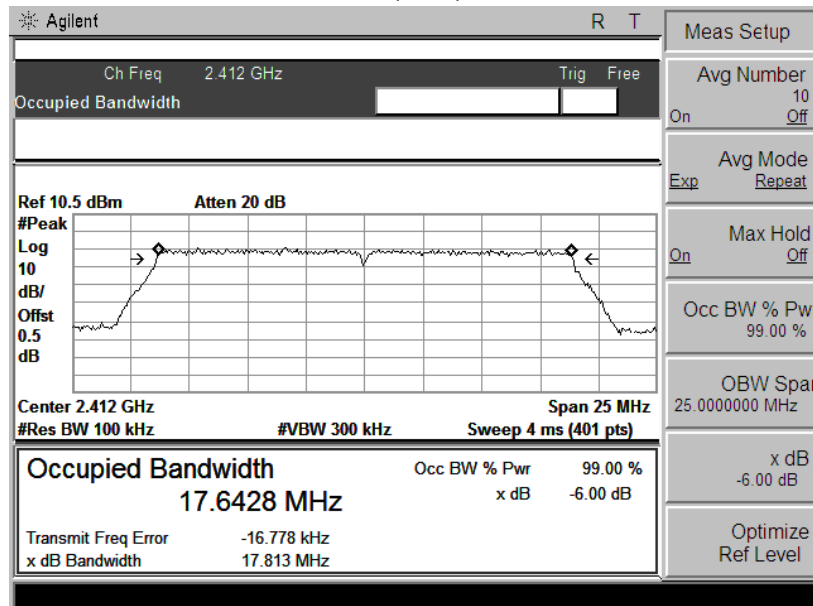 Agilent R T
Meas Setup
Ch Freq 2.412 GHz Trig Free
Occupied Bandwidth
Avg Number
10
On Off
Avg Mode
Exp Repeat
Max Hold
On Off
Occ BW % Pw
99.00 %
OBW Spa
25.0000000 MHz
x dB
-6.00 dB
Optimize
Ref Level
Ref 10.5 dBm Atten 20 dB
#Peak
Log
10
dB/
Offst
0.5
dB
Center 2.412 GHz Span 25 MHz
#Res BW 100 kHz #VBW 300 kHz Sweep 4 ms (401 pts)
Occupied Bandwidth Occ BW % Pwr 99.00 %
17.6428 MHz x dB -6.00 dB
Transmit Freq Error -16.778 kHz
x dB Bandwidth 17.813 MHz